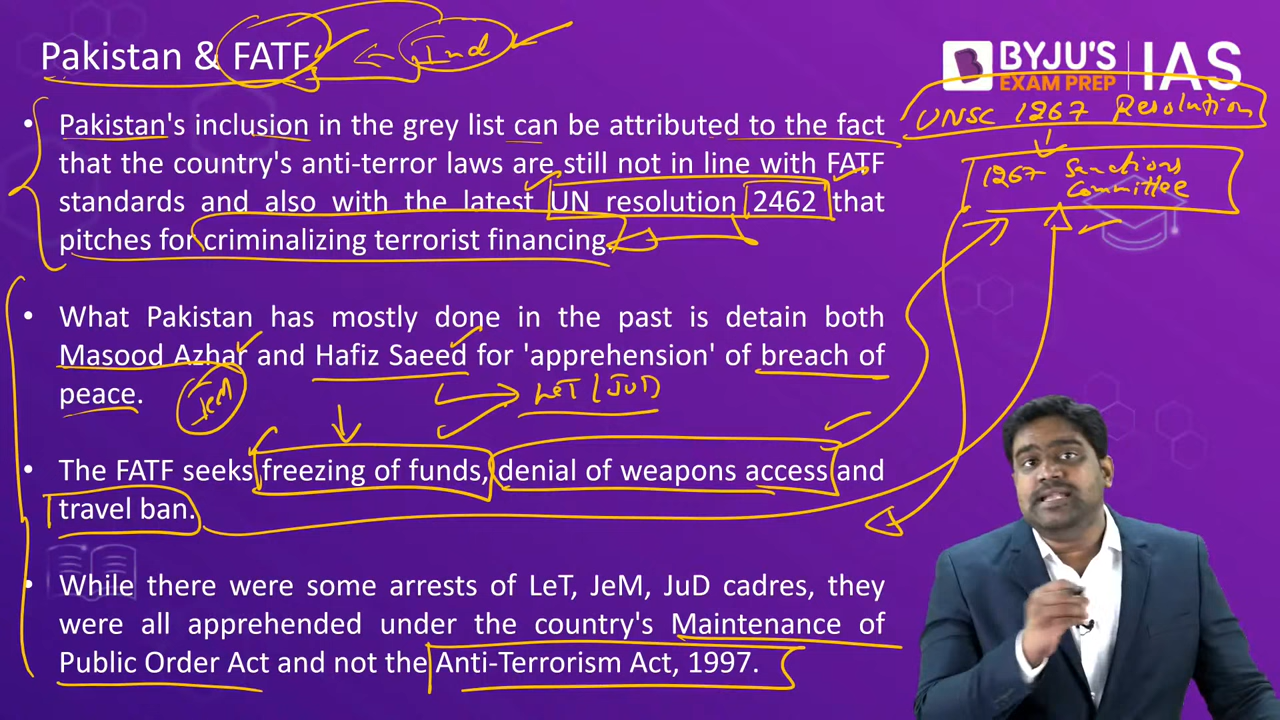 Pakistan & FATF
Ind
BYJU'S
EXAM PREP
IAS
UNSC 1267 Resolution
1267 Sanctions
Committee
• Pakistan's inclusion in the grey list can be attributed to the fact
that the country's anti-terror laws are still not in line with FATF
standards and also with the latest UN resolution 2462 that
pitches for criminalizing terrorist financing.
• What Pakistan has mostly done in the past is detain both
Masood Azhar and Hafiz Saeed for 'apprehension' of breach of
peace.
JeM
LeT (JuD)
• The FATF seeks freezing of funds, denial of weapons access and
travel ban.
• While there were some arrests of LeT, JeM, JuD cadres, they
were all apprehended under the country's Maintenance of
Public Order Act and not the Anti-Terrorism Act, 1997.